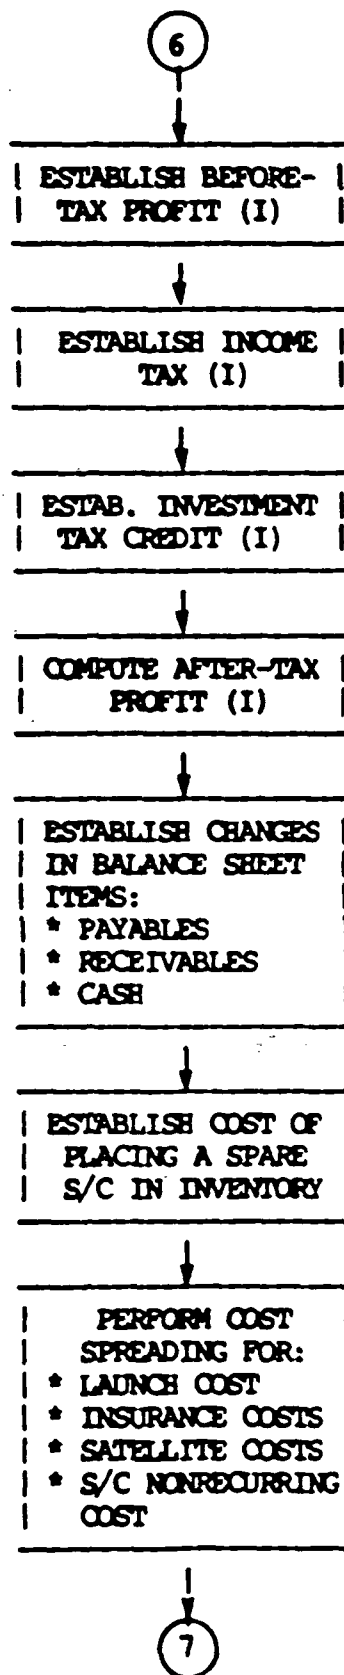 6
ESTABLISH BEFORE-
TAX PROFIT (I)
ESTABLISH INCOME
TAX (I)
ESTAB. INVESTMENT
TAX CREDIT (I)
COMPUTE AFTER-TAX
PROFIT (I)
ESTABLISH CHANGES
IN BALANCE SHEET
ITEMS:
* PAYABLES
* RECEIVABLES
* CASH
ESTABLISH COST OF
PLACING A SPARE
S/C IN INVENTORY
PERFORM COST
SPREADING FOR:
* LAUNCH COST
* INSURANCE COSTS
* SATELLITE COSTS
* S/C NONRECURRING
COST
7